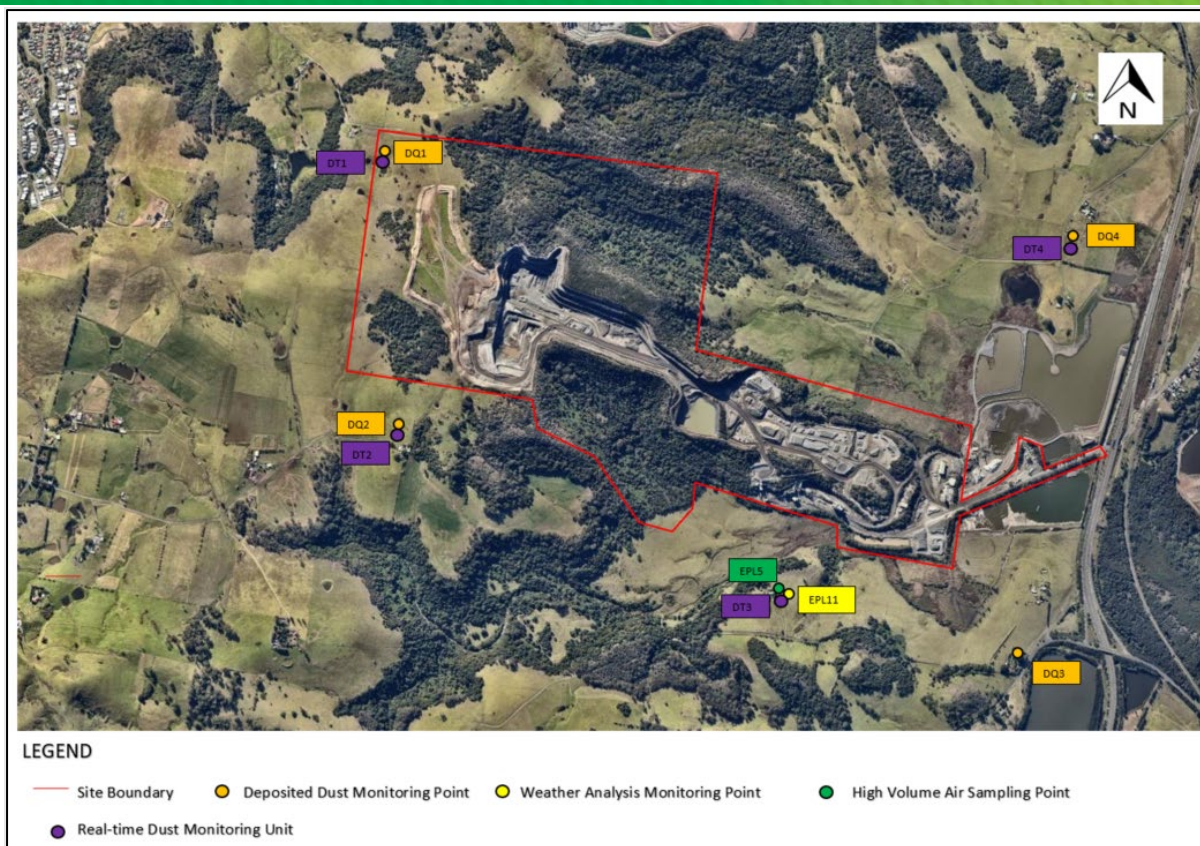 N
DT1
DQ1
DT4
DQ4
DQ2
DT2
EPL5
DT3
EPL11
DQ3
LEGEND
Site Boundary
Deposited Dust Monitoring Point
Weather Analysis Monitoring Point
High Volume Air Sampling Point
Real-time Dust Monitoring Unit